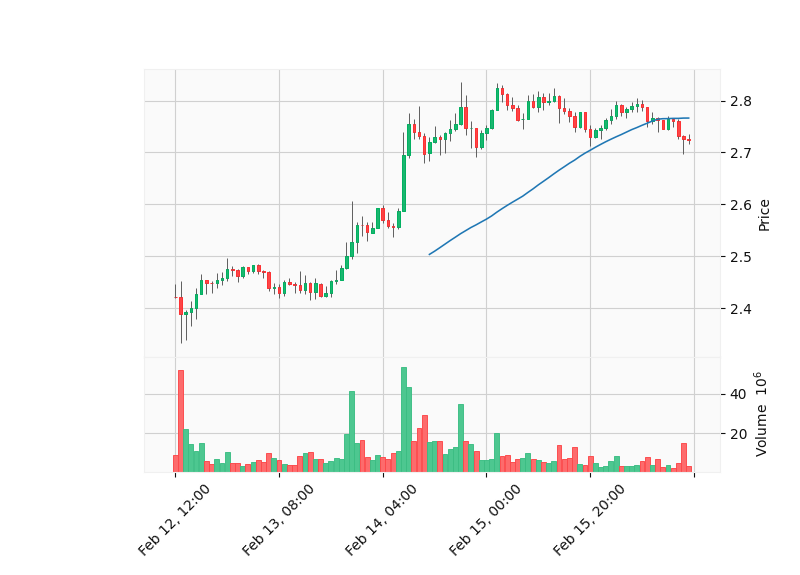 2.8
2.7
2.6
2.5
2.4
Price
40
20
Volume 10^6
Feb 12, 12:00
Feb 13, 08:00
Feb 14, 04:00
Feb 15, 00:00
Feb 15, 20:00